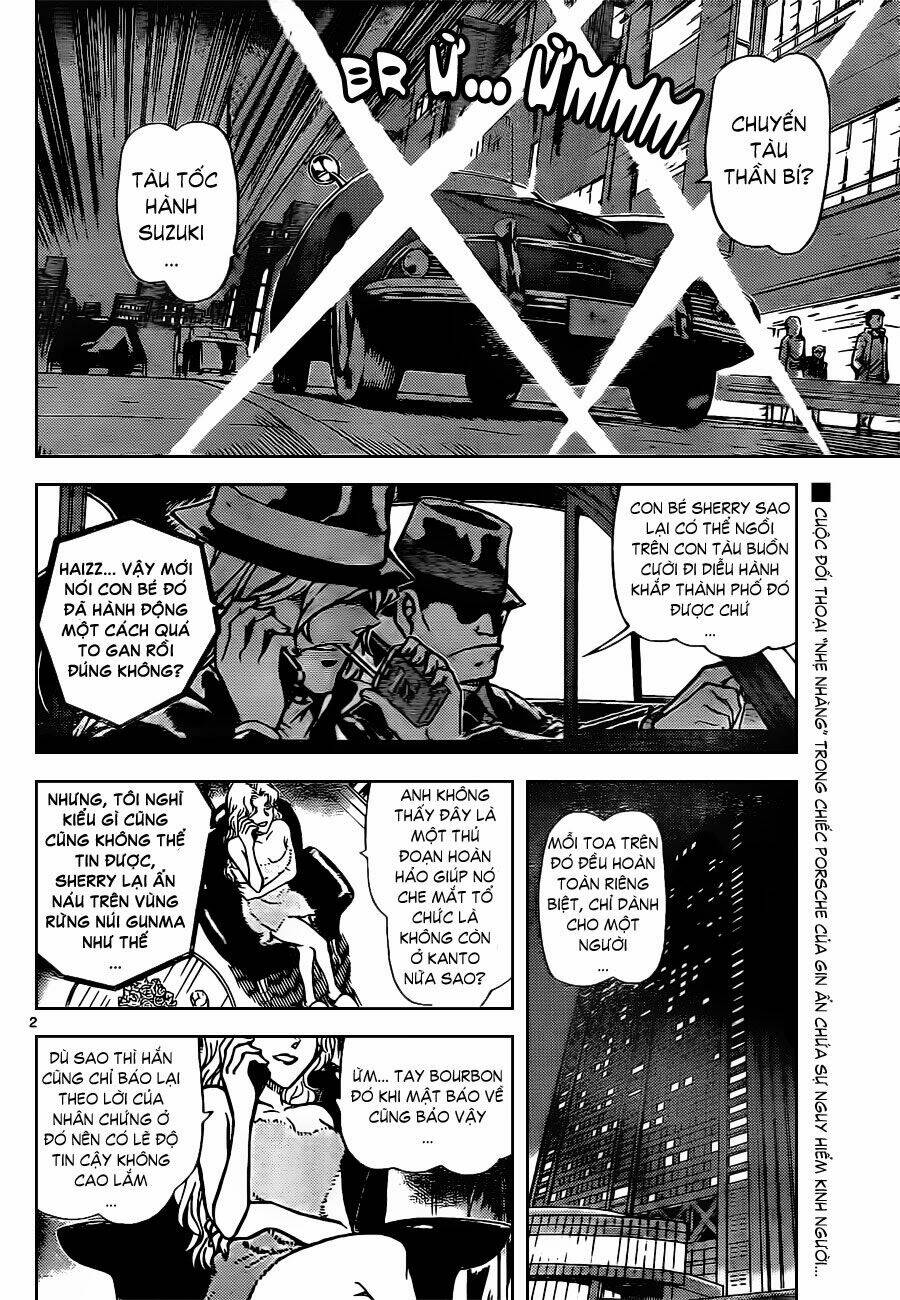 BR Ừ... ỪMMM
CHUYẾN
TÀU
THẦN BÍ?
TÀU TỐC
HÀNH
SUZUKI
...
CON BÉ SHERRY SAO
LẠI CÓ THỂ NGỒI
TRÊN CON TÀU BUỒN
CƯỜI ĐI DIỄU HÀNH
KHẮP THÀNH PHỐ ĐÓ
ĐƯỢC CHỨ
...
HAIZZ... VẬY MỚI
NÓI CON BÉ ĐÓ
ĐÃ HÀNH ĐỘNG
MỘT CÁCH QUÁ
TO GAN RỒI
ĐÚNG KHÔNG?
CUỘC ĐỐI THOẠI "NHẸ NHÀNG" TRONG CHIẾC PORSCHE CỦA GIN ẨN CHỨA SỰ NGUY HIỂM KINH NGƯỜI...
MỖI TOA TRÊN
ĐÓ ĐỀU HOÀN
TOÀN RIÊNG
BIỆT, CHỈ DÀNH
CHO MỘT
NGƯỜI
...
ANH KHÔNG
THẤY ĐÂY LÀ
MỘT THỦ
ĐOẠN HOÀN
HẢO GIÚP NÓ
CHE MẮT TỔ
CHỨC LÀ
KHÔNG CÒN
Ở KANTO
NỮA SAO?
NHƯNG, TÔI NGHĨ
KIỂU GÌ CŨNG
CŨNG KHÔNG THỂ
TIN ĐƯỢC,
SHERRY LẠI ẨN
NÁU TRÊN VÙNG
RỪNG NÚI GUNMA
NHƯ THẾ
...
2
ỪM... TAY BOURBON
ĐÓ KHI MẬT BÁO VỀ
CŨNG BẢO VẬY
...
DÙ SAO THÌ HẮN
CŨNG CHỈ BÁO LẠI
THEO LỜI CỦA
NHÂN CHỨNG Ở
ĐÓ NÊN CÓ LẼ ĐỘ
TIN CẬY KHÔNG
CAO LẮM
...